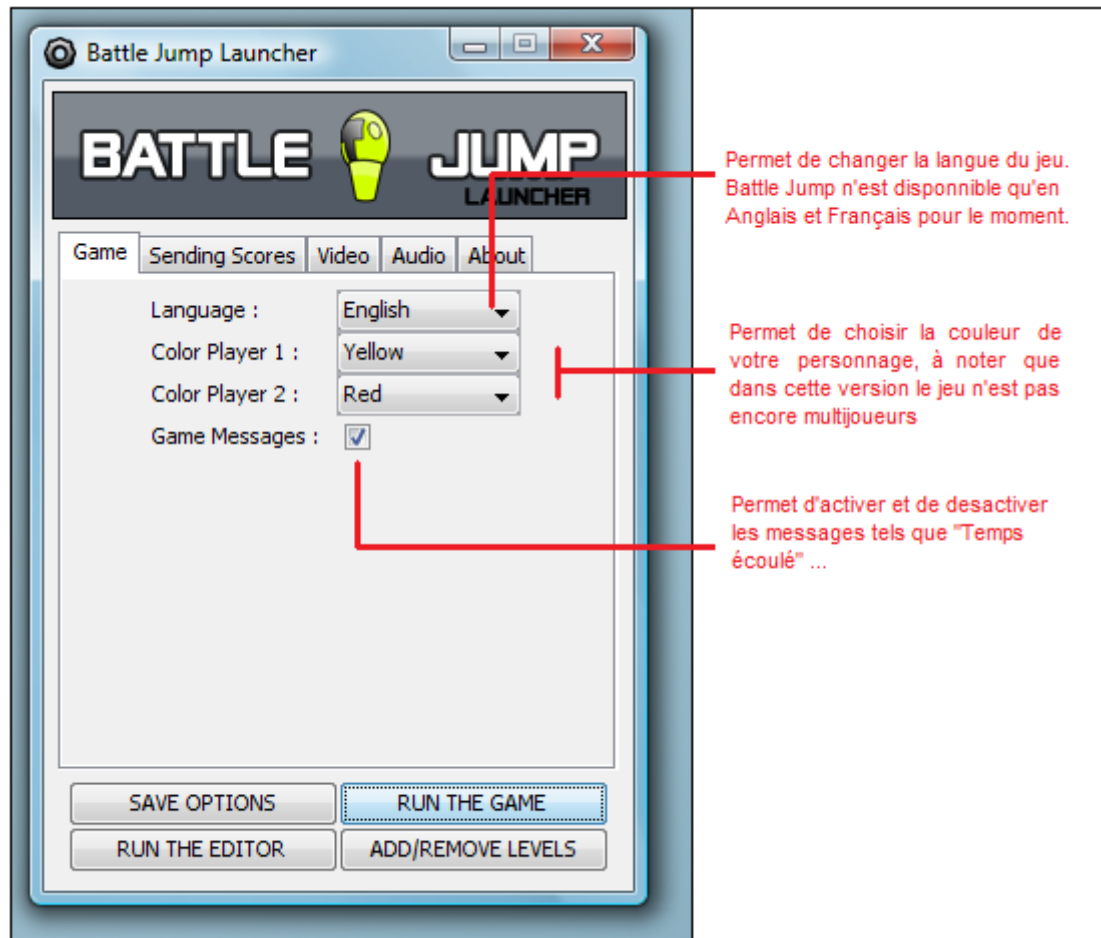 Battle Jump Launcher
BATTLE JUMP
LAUNCHER
Game Sending Scores Video Audio About
Language : English
Color Player 1 : Yellow
Color Player 2 : Red
Game Messages :
SAVE OPTIONS RUN THE GAME
RUN THE EDITOR ADD/REMOVE LEVELS
Permet de changer la langue du jeu.
Battle Jump n'est disponnible qu'en
Anglais et Français pour le moment.
Permet de choisir la couleur de
votre personnage, à noter que
dans cette version le jeu n'est pas
encore multijoueurs
Permet d'activer et de desactiver
les messages tels que "Temps
écoulé" ...